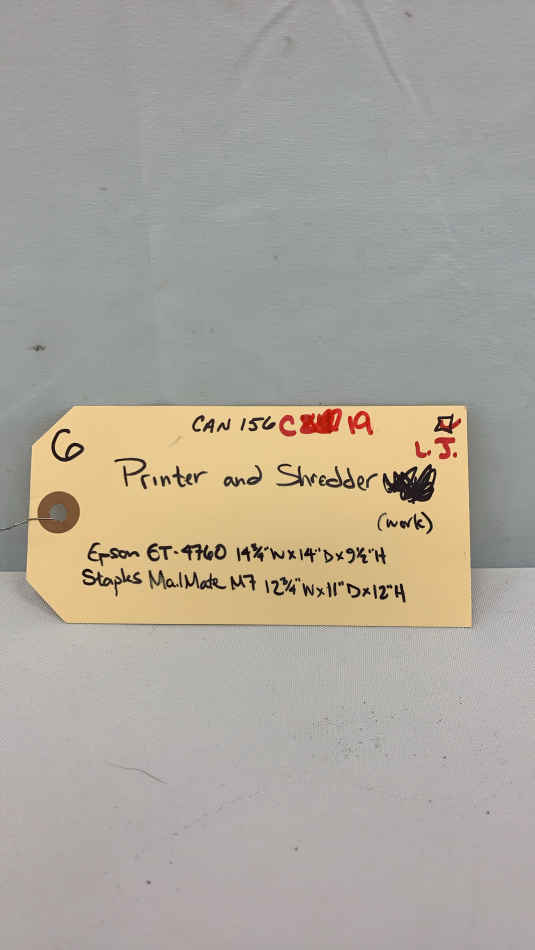 6
CAN 156 C 19
L.J.
Printer and Shredder
(work)
Epson ET-4760 14¾"W x 14"D x 9½"H
Staples MailMate M7 12¾"W x 11"D x 12"H